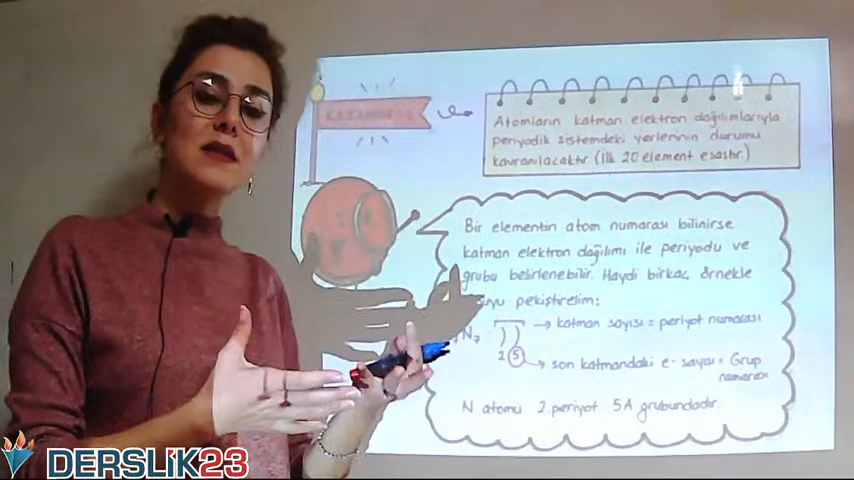 KAZANIM
Atomların katman elektron dağılımlarıyla
periyodik sistemdeki yerlerinin durumu
kavranılacaktır. (İlk 20 element esastır.)
Bir elementin atom numarası bilinirse
katman elektron dağılımı ile periyodu ve
grubu belirlenebilir. Haydi birkaç örnekle
pekiştirelim:
N₇ → katman sayısı = periyot numarası
2 5 → son katmandaki e- sayısı = Grup
numarası
N atomu 2.periyot 5A grubundadır.
DERSLİK23